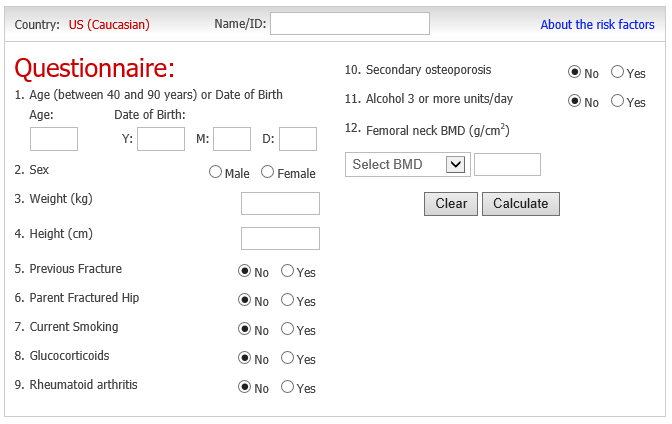 Country: US (Caucasian)
Name/ID:
About the risk factors
Questionnaire:
1. Age (between 40 and 90 years) or Date of Birth
Age:
Date of Birth:
Y:
M:
D:
2. Sex
Male
Female
3. Weight (kg)
4. Height (cm)
5. Previous Fracture
No
Yes
6. Parent Fractured Hip
No
Yes
7. Current Smoking
No
Yes
8. Glucocorticoids
No
Yes
9. Rheumatoid arthritis
No
Yes
10. Secondary osteoporosis
No
Yes
11. Alcohol 3 or more units/day
No
Yes
12. Femoral neck BMD (g/cm²)
Select BMD
Clear
Calculate